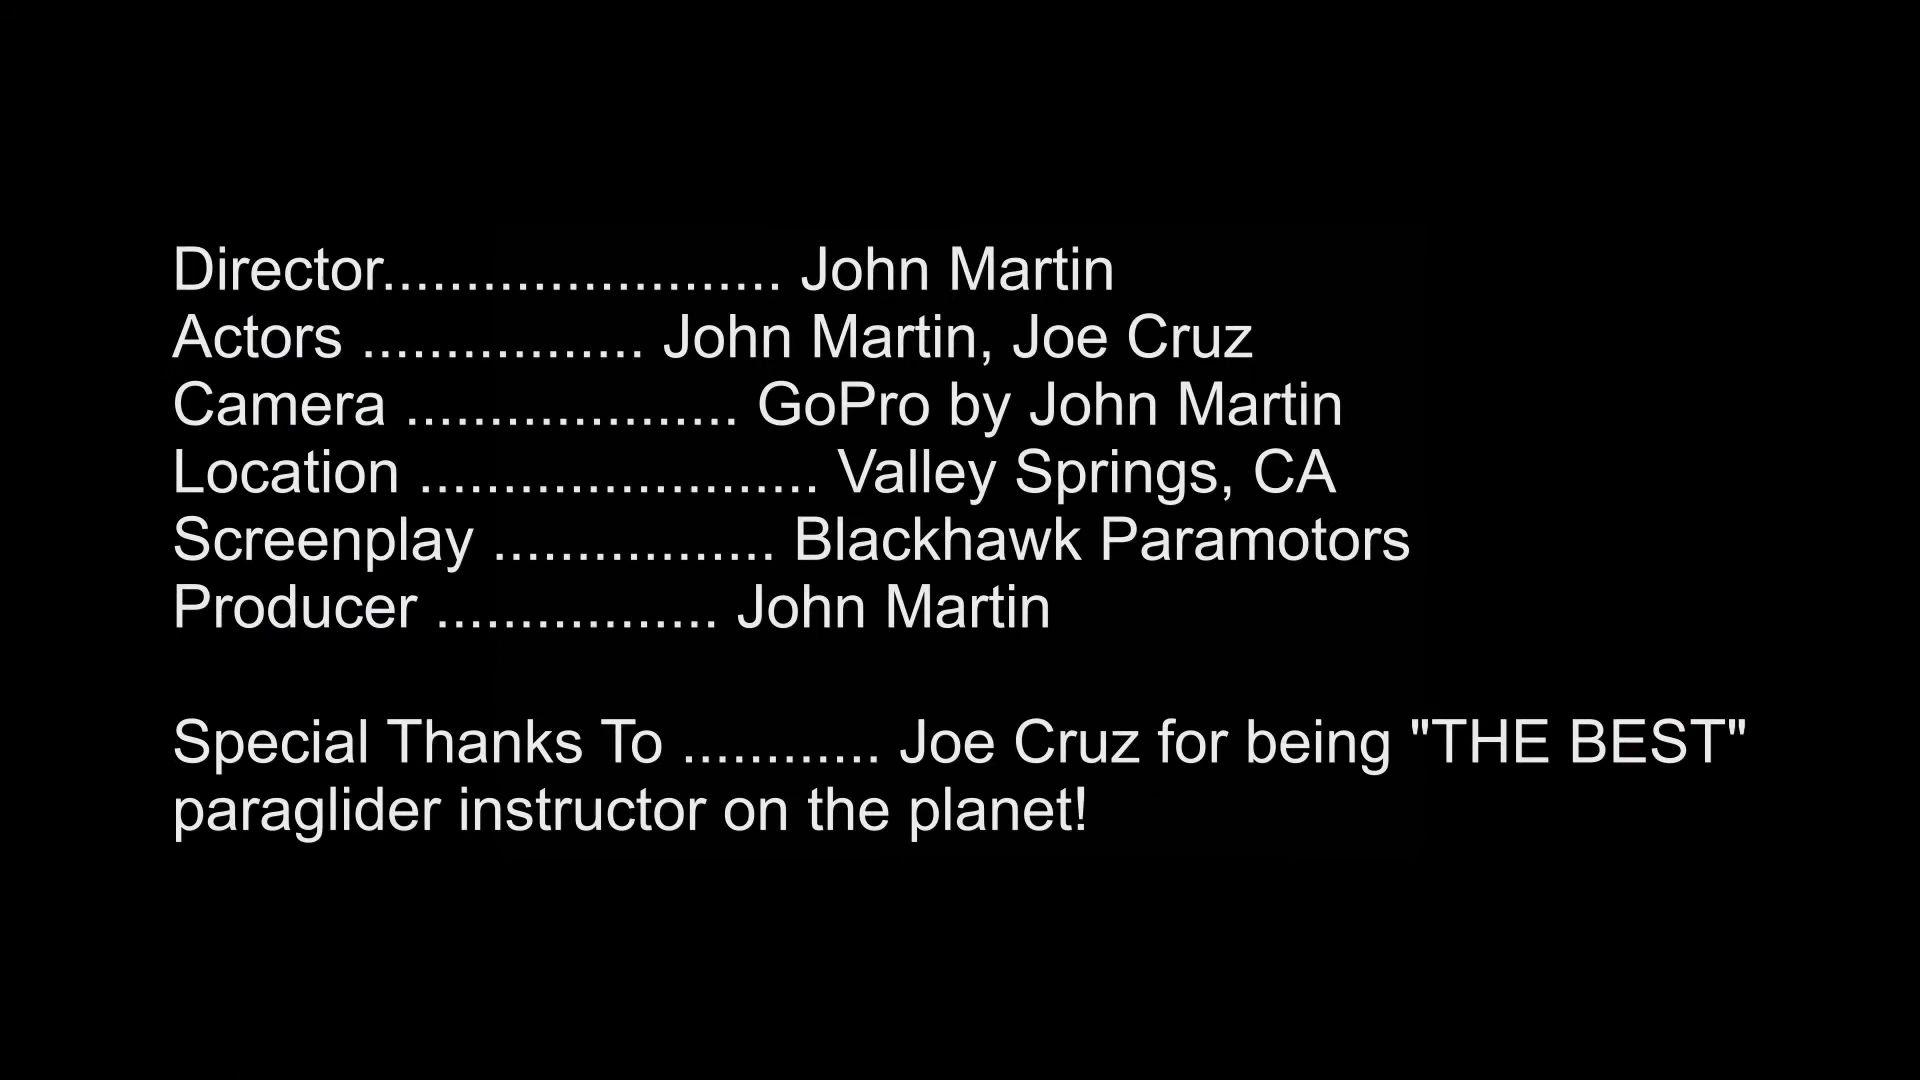 Director........................ John Martin
Actors ................. John Martin, Joe Cruz
Camera .................... GoPro by John Martin
Location ........................ Valley Springs, CA
Screenplay ................. Blackhawk Paramotors
Producer ................. John Martin
Special Thanks To ............ Joe Cruz for being "THE BEST"
paraglider instructor on the planet!